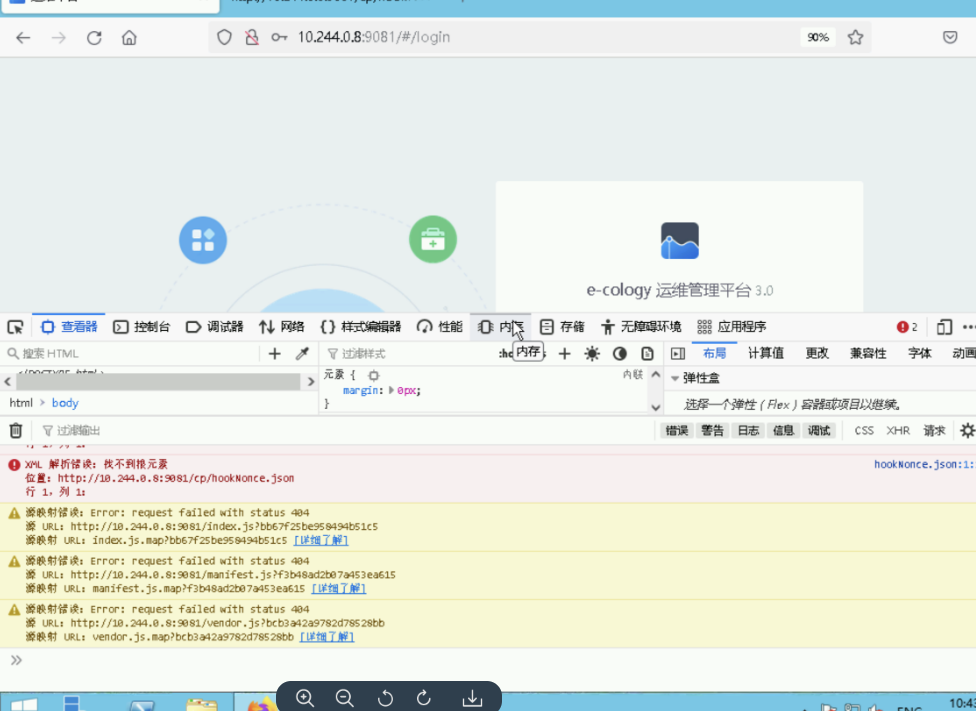 10.244.0.8:9081/#/login
90%
e-cology 运维管理平台 3.0
查看器 控制台 调试器 网络 样式编辑器 性能 内存 存储 无障碍环境 应用程序 2
搜索 HTML
过滤样式
内存
布局 计算值 更改 兼容性 字体 动画
元素 {
内联
margin: 0px;
}
弹性盒
选择一个弹性（Flex）容器或项目以继续。
html > body
过滤输出
错误 警告 日志 信息 调试 CSS XHR 请求
XML 解析错误：找不到根元素
hookNonce.json:1:
位置：http://10.244.0.8:9081/cp/hookNonce.json
行 1，列 1：
源映射错误：Error: request failed with status 404
源 URL：http://10.244.0.8:9081/index.js?bb67f25be958494b51c5
源映射 URL：index.js.map?bb67f25be958494b51c5 [详细了解]
源映射错误：Error: request failed with status 404
源 URL：http://10.244.0.8:9081/manifest.js?f3b48ad2b07a453ea615
源映射 URL：manifest.js.map?f3b48ad2b07a453ea615 [详细了解]
源映射错误：Error: request failed with status 404
源 URL：http://10.244.0.8:9081/vendor.js?bcb3a42a9782d78528bb
源映射 URL：vendor.js.map?bcb3a42a9782d78528bb [详细了解]